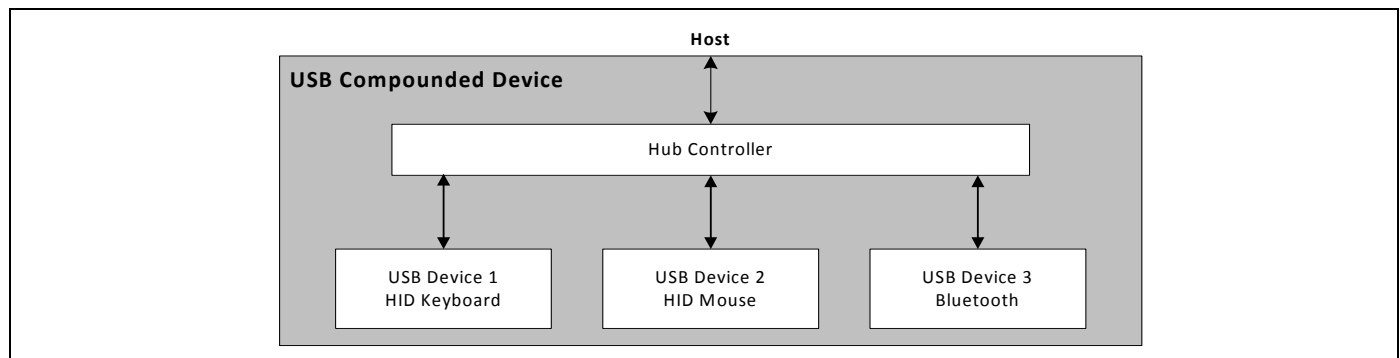 Host
USB Compounded Device
Hub Controller
USB Device 1
HID Keyboard
USB Device 2
HID Mouse
USB Device 3
Bluetooth